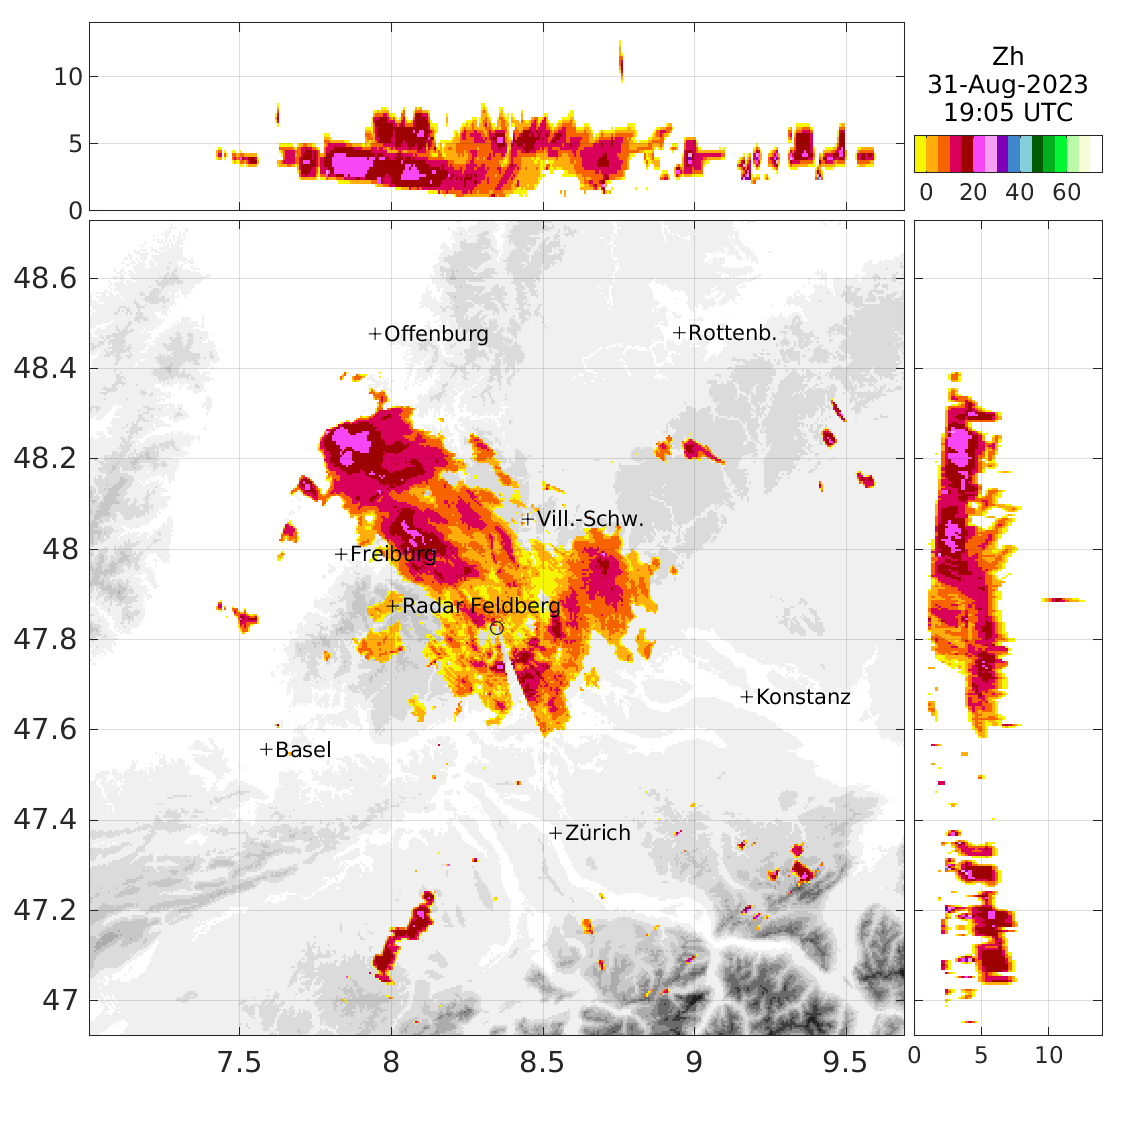 10
5
0
Zh
31-Aug-2023
19:05 UTC
0 20 40 60
48.6
48.4
48.2
48
47.8
47.6
47.4
47.2
47
+Offenburg
+Rottenb.
+Vill.-Schw.
+Freiburg
+Radar Feldberg
+Konstanz
+Basel
+Zürich
7.5 8 8.5 9 9.5
0 5 10